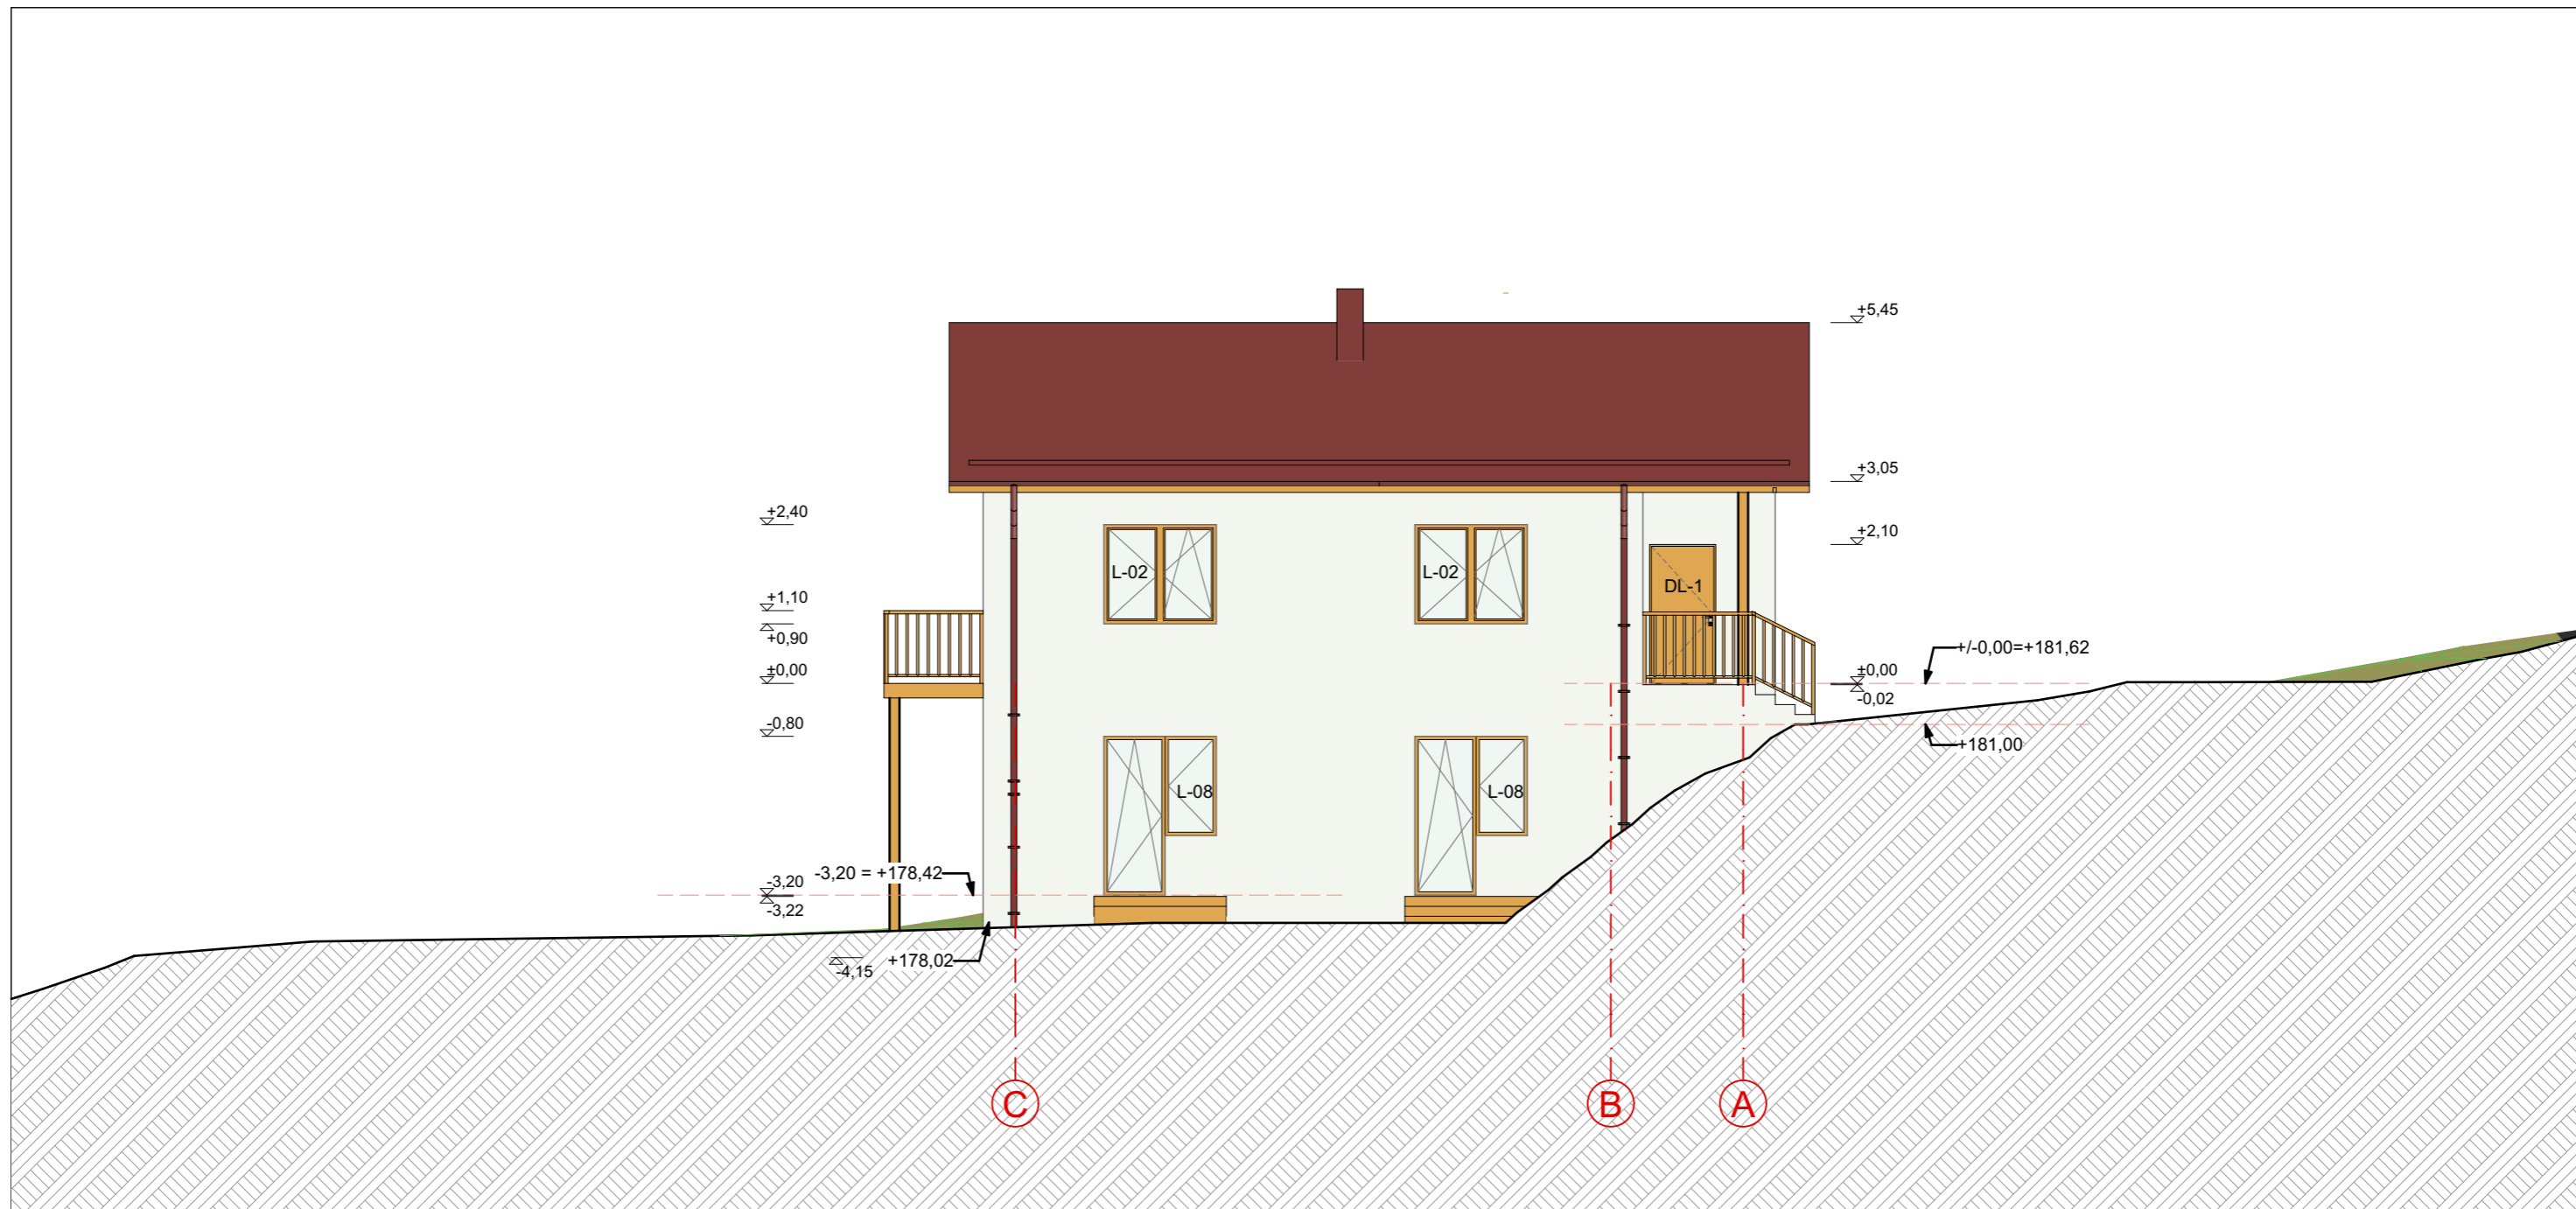 +5,45
+3,05
+2,40
+2,10
L-02
L-02
DL-1
+1,10
+0,90
±0,00
+/-0,00=+181,62
±0,00
-0,02
-0,80
+181,00
L-08
L-08
-3,20 = +178,42
-3,20
-3,22
+178,02
-4,15
C
B
A